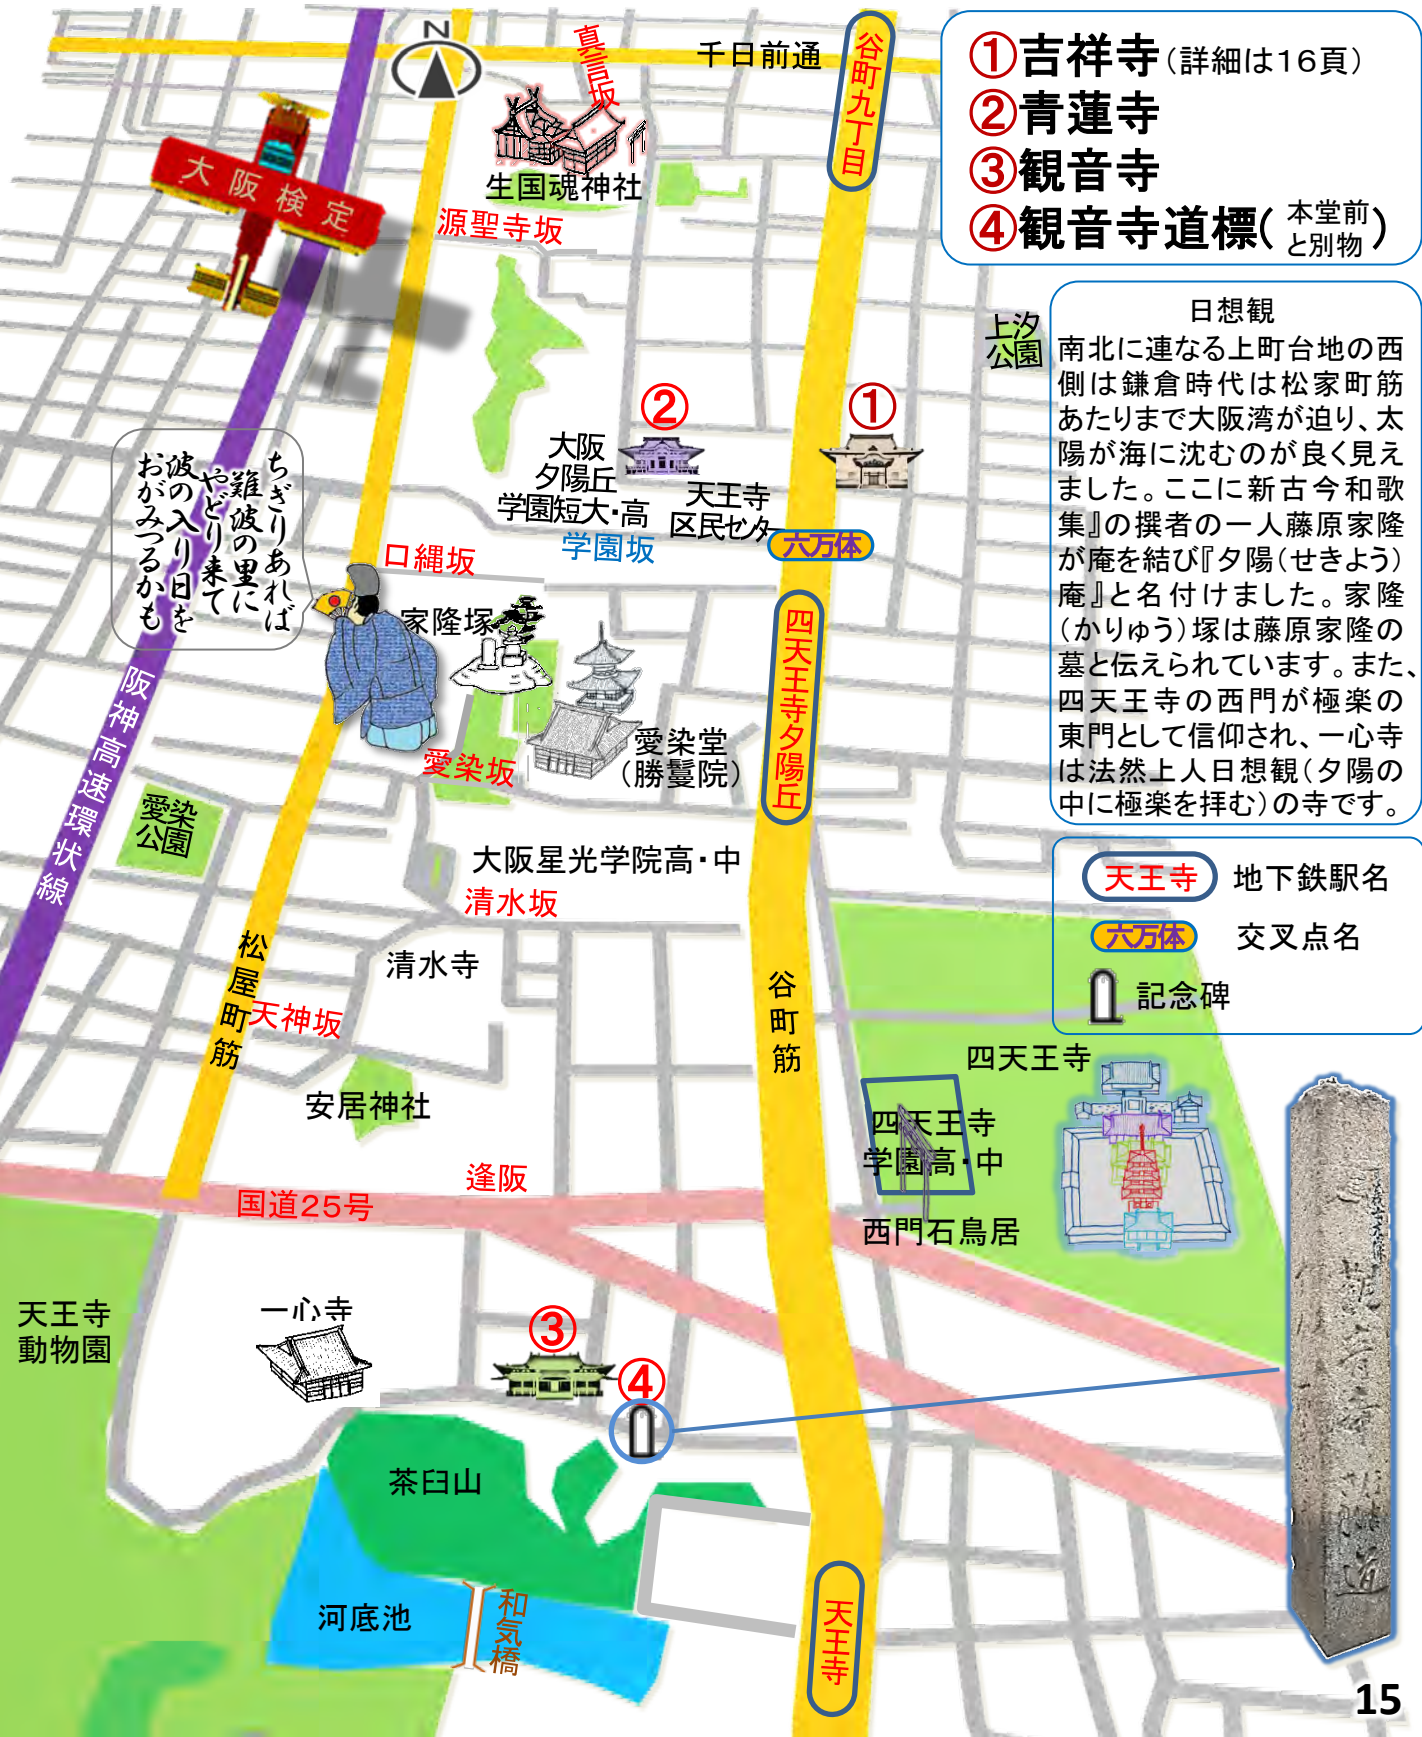 N
真言坂
千日前通
谷町九丁目
①吉祥寺(詳細は16頁)
②青蓮寺
③観音寺
④観音寺道標(本堂前と別物)
大阪検定
生国魂神社
源聖寺坂
上汐
公園
日想観
南北に連なる上町台地の西
側は鎌倉時代は松家町筋
あたりまで大阪湾が迫り、太
陽が海に沈むのが良く見え
ました。ここに新古今和歌
集』の撰者の一人藤原家隆
が庵を結び『夕陽(せきよう)
庵』と名付けました。家隆
(かりゅう)塚は藤原家隆の
墓と伝えられています。また、
四天王寺の西門が極楽の
東門として信仰され、一心寺
は法然上人日想観(夕陽の
中に極楽を拝む)の寺です。
②
①
大阪
夕陽丘
学園短大・高
天王寺
区民センター
六万体
学園坂
口縄坂
ちぎりあれば
難波の里に
やどり来て
波の入り日を
おがみつるかも
家隆塚
四天王寺夕陽丘
愛染堂
(勝鬘院)
愛染坂
阪神高速環状線
愛染
公園
大阪星光学院高・中
清水坂
天王寺 地下鉄駅名
六万体 交叉点名
記念碑
松屋町筋
清水寺
天神坂
谷町筋
安居神社
四天王寺
四天王寺
学園高・中
西門石鳥居
逢阪
国道25号
天王寺
動物園
一心寺
③
④
茶臼山
河底池
和気橋
天王寺
15